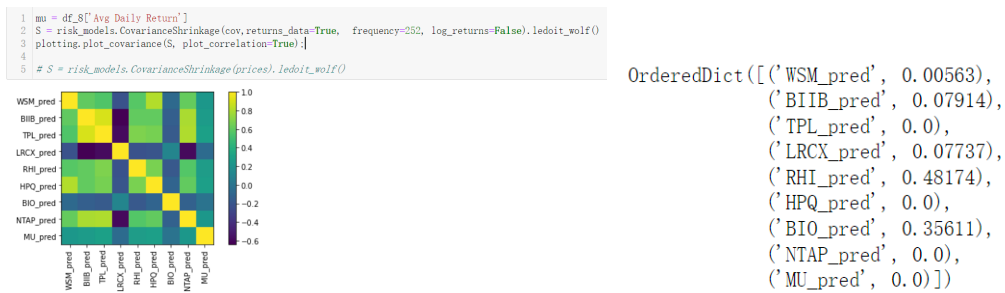 1 mu = df_8['Avg Daily Return']
2 S = risk_models.CovarianceShrinkage(cov,returns_data=True, frequency=252, log_returns=False).ledoit_wolf()
3 plotting.plot_covariance(S, plot_correlation=True);
4
5 # S = risk_models.CovarianceShrinkage(prices).ledoit_wolf()
WSM_pred
BIIB_pred
TPL_pred
LRCX_pred
RHI_pred
HPQ_pred
BIO_pred
NTAP_pred
MU_pred
WSM_pred
BIIB_pred
TPL_pred
LRCX_pred
RHI_pred
HPQ_pred
BIO_pred
NTAP_pred
MU_pred
1.0
0.8
0.6
0.4
0.2
0.0
−0.2
−0.4
−0.6
OrderedDict([('WSM_pred', 0.00563),
('BIIB_pred', 0.07914),
('TPL_pred', 0.0),
('LRCX_pred', 0.07737),
('RHI_pred', 0.48174),
('HPQ_pred', 0.0),
('BIO_pred', 0.35611),
('NTAP_pred', 0.0),
('MU_pred', 0.0)])